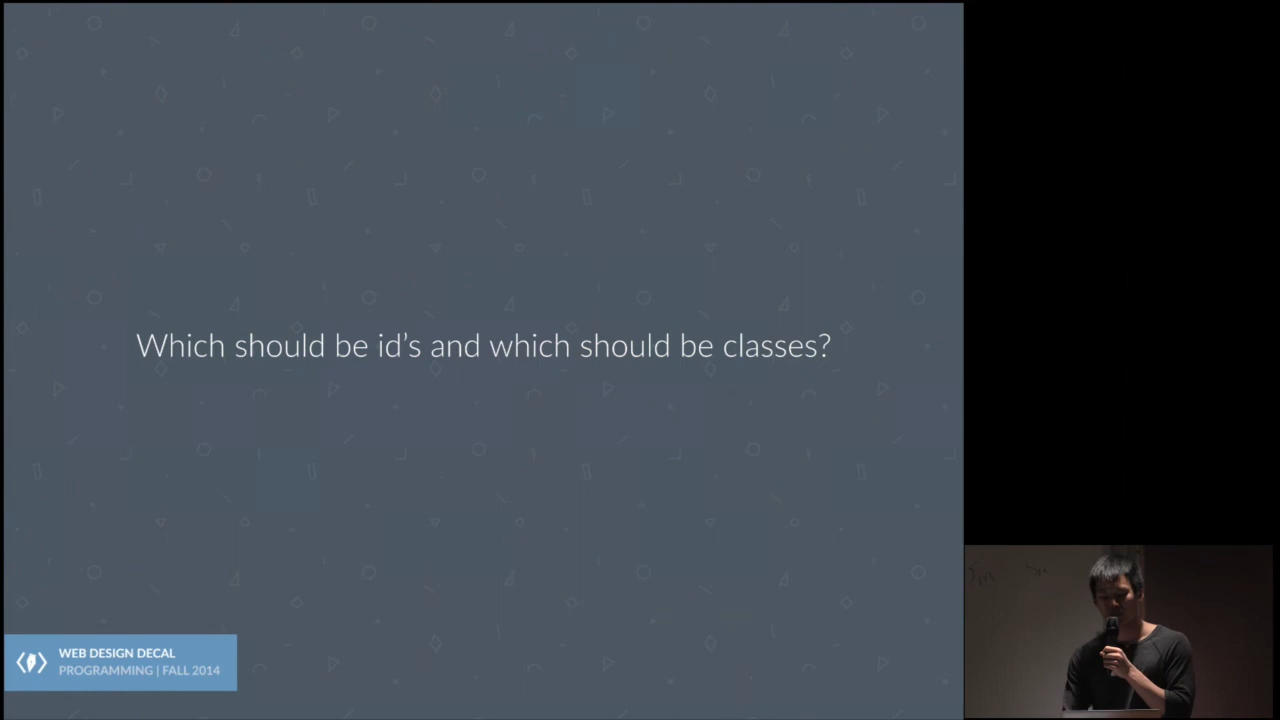 Which should be id's and which should be classes?
WEB DESIGN DECAL
PROGRAMMING | FALL 2014